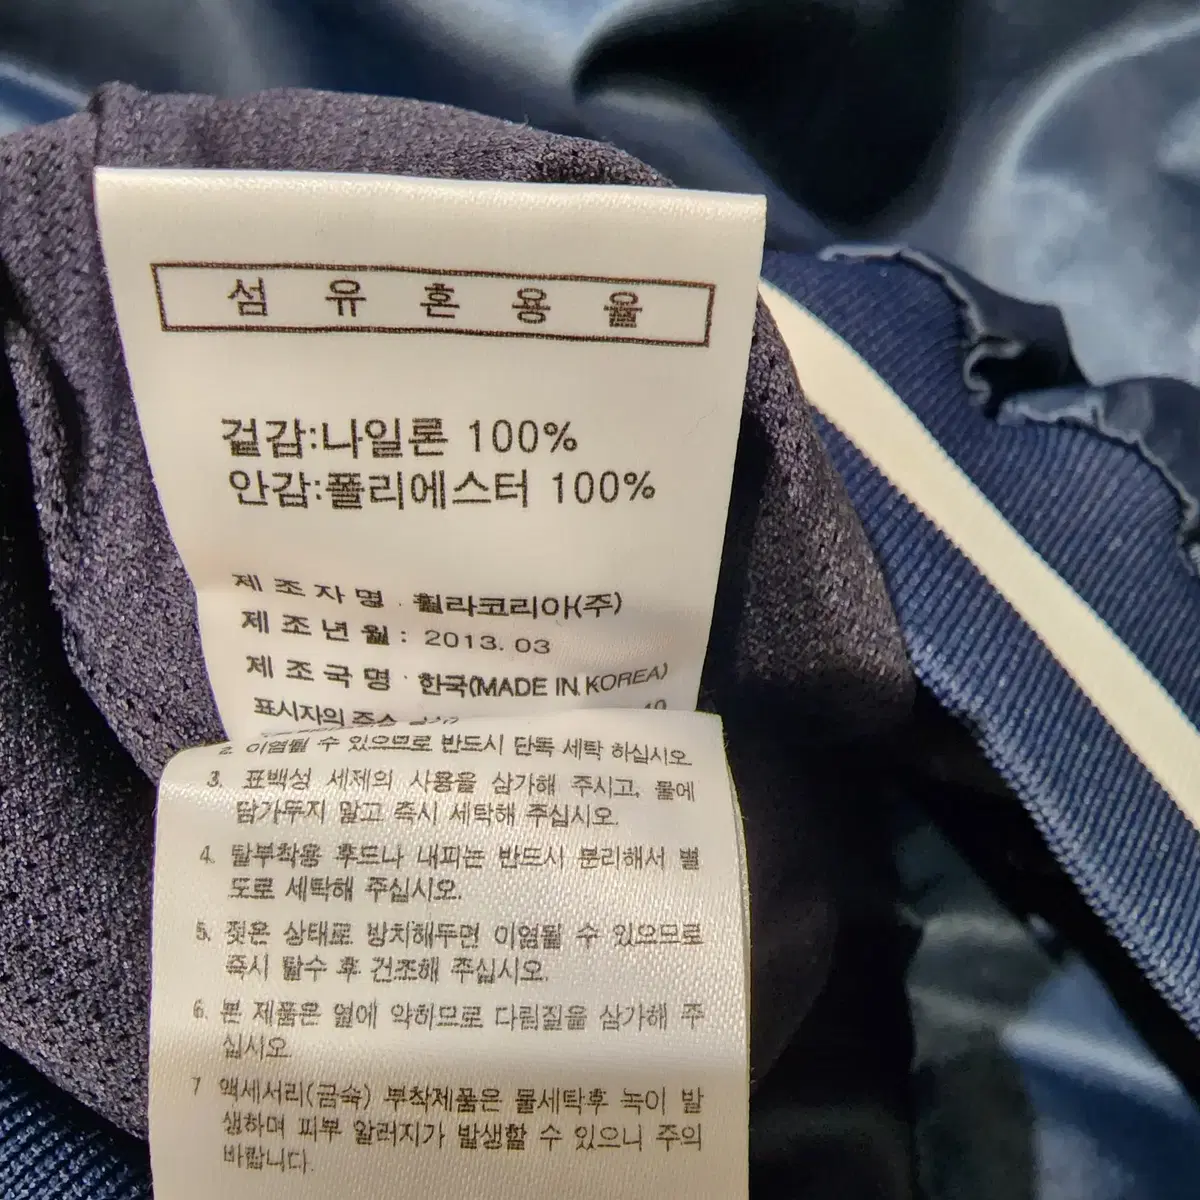 섬유혼용율
겉감:나일론 100%
안감:폴리에스터 100%
제조자명 : 휠라코리아(주)
제조년월 : 2013. 03
제조국명 : 한국(MADE IN KOREA)
표시자의 주소
2. 이염될 수 있으므로 반드시 단독 세탁 하십시오
3. 표백성 세제의 사용을 삼가해 주시고, 물에
담가두지 말고 즉시 세탁해 주십시오.
4. 탈부착용 후드나 내피는 반드시 분리해서 별
도로 세탁해 주십시오.
5. 젖은 상태로 방치해두면 이염될 수 있으므로
즉시 탈수 후 건조해 주십시오.
6. 본 제품은 열에 약하므로 다림질을 삼가해 주
십시오.
7 액세서리(금속) 부착제품은 물세탁후 녹이 발
생하며 피부 알러지가 발생할 수 있으니 주의
바랍니다.